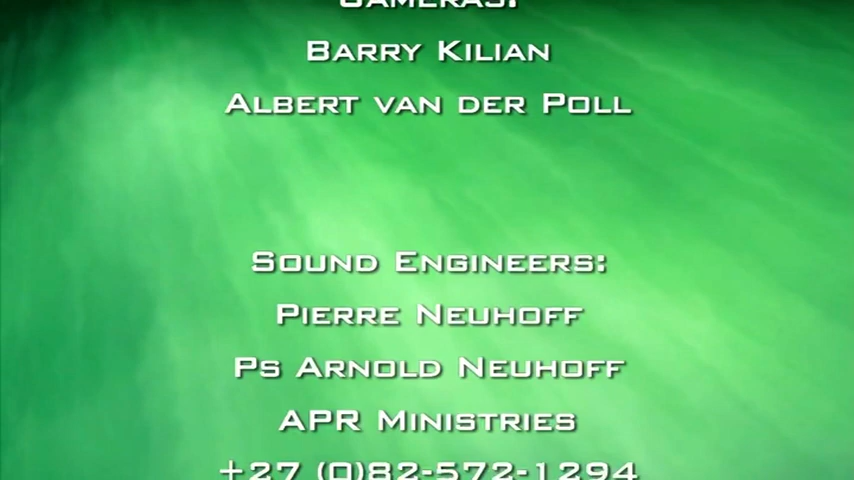 CAMERAS:
BARRY KILIAN
ALBERT VAN DER POLL
SOUND ENGINEERS:
PIERRE NEUHOFF
PS ARNOLD NEUHOFF
APR MINISTRIES
+27 (0)82-572-1294